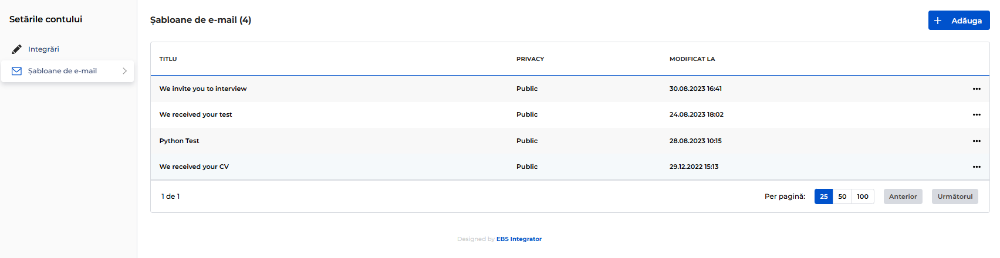 Setările contului
Integrări
Șabloane de e-mail
Șabloane de e-mail (4)
+ Adăuga
TITLU PRIVACY MODIFICAT LA
We invite you to interview Public 30.08.2023 16:41
We received your test Public 24.08.2023 18:02
Python Test Public 28.08.2023 10:15
We received your CV Public 29.12.2022 15:13
1 de 1 Per pagină: 25 50 100 Anterior Următorul
Designed by EBS Integrator